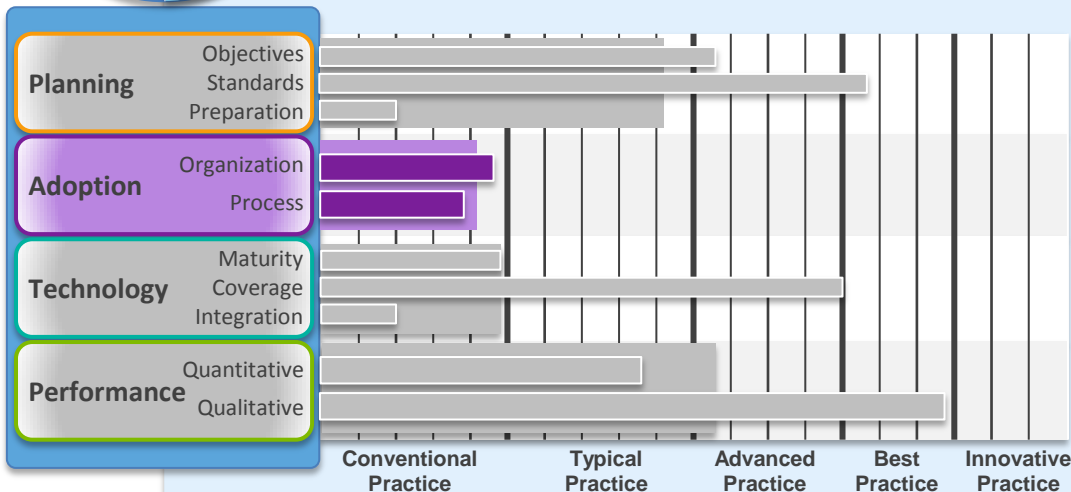 Objectives
Planning
Standards
Preparation
Organization
Adoption
Process
Maturity
Technology
Coverage
Integration
Quantitative
Performance
Qualitative
Conventional Practice
Typical Practice
Advanced Practice
Best Practice
Innovative Practice